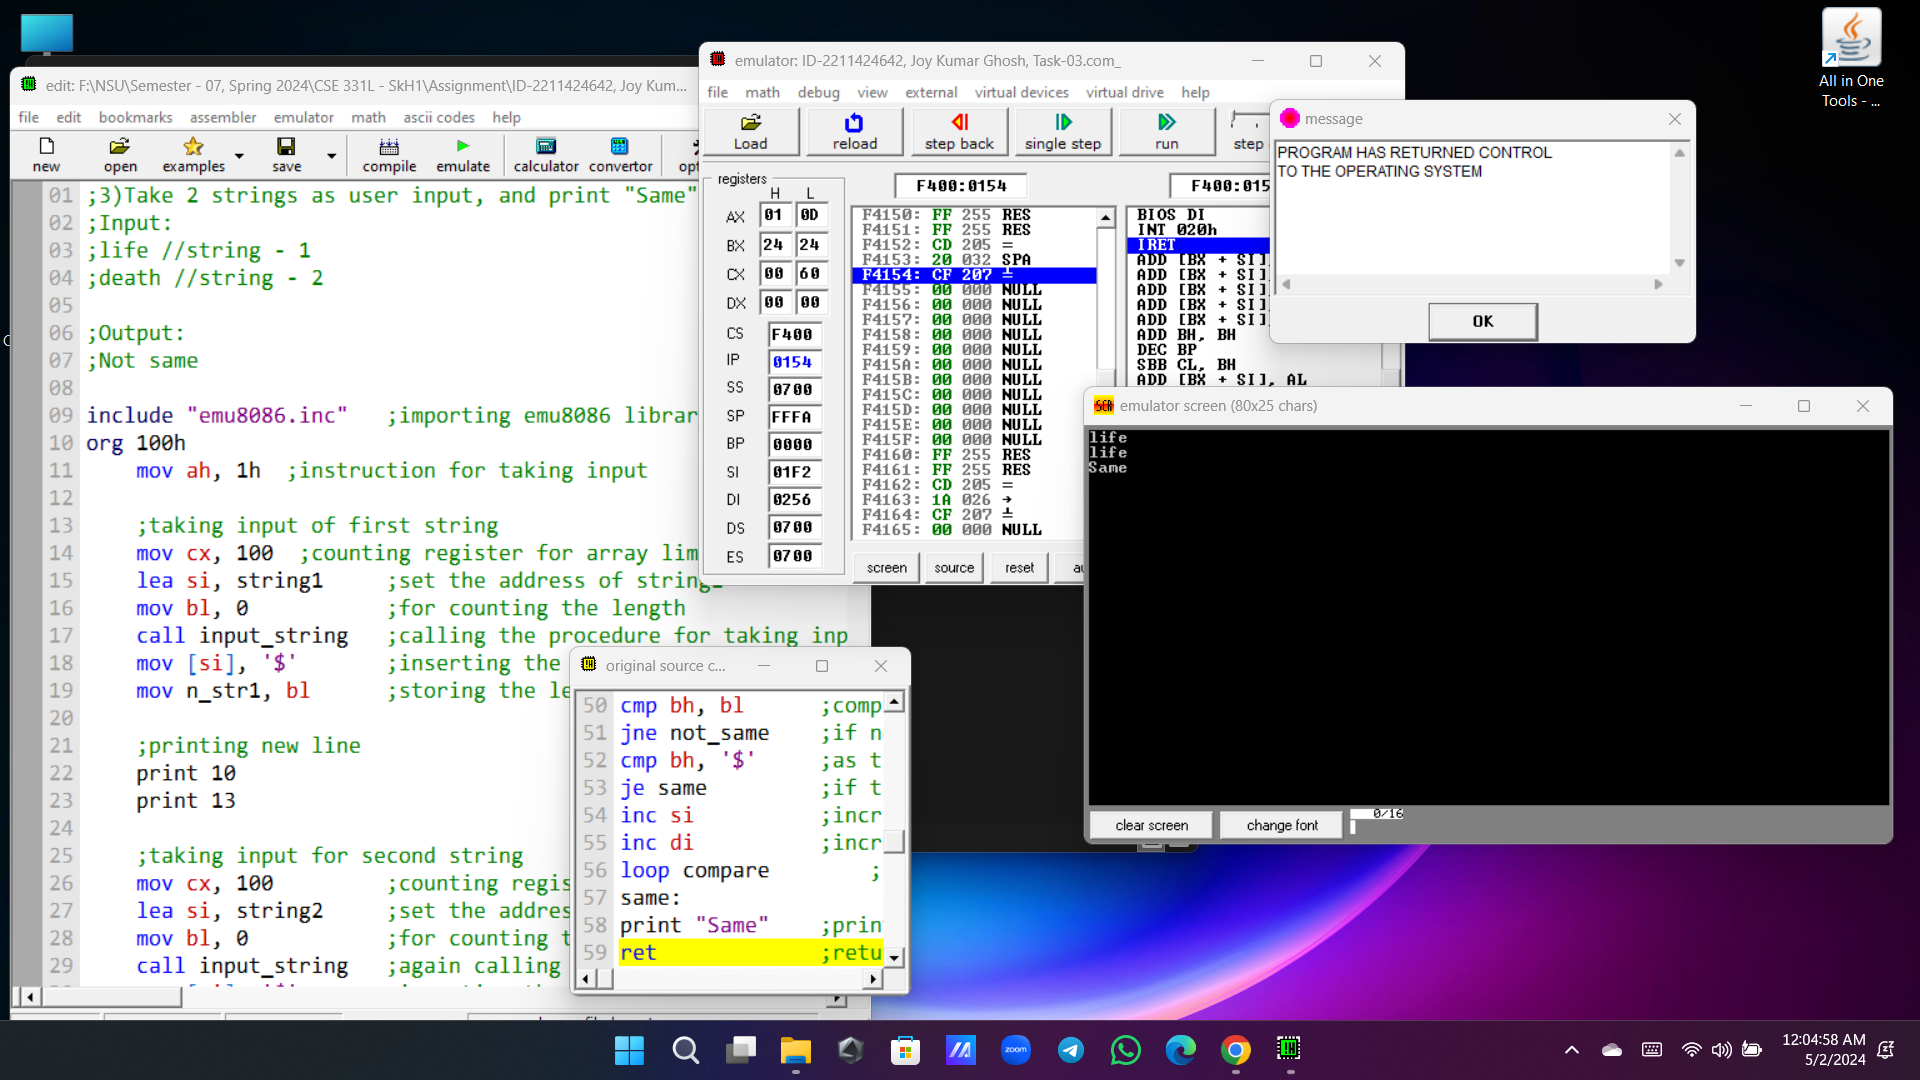 All in One
Tools - ...
edit: F:\NSU\Semester - 07, Spring 2024\CSE 331L - SkH1\Assignment\ID-2211424642, Joy Kum...
file edit bookmarks assembler emulator math ascii codes help
new open examples save compile emulate calculator convertor
01 ;3)Take 2 strings as user input, and print "Same"
02 ;Input:
03 ;life //string - 1
04 ;death //string - 2
05
06 ;Output:
07 ;Not same
08
09 include "emu8086.inc" ;importing emu8086 librar
10 org 100h
11 mov ah, 1h ;instruction for taking input
12
13 ;taking input of first string
14 mov cx, 100 ;counting register for array lim
15 lea si, string1 ;set the address of string1
16 mov bl, 0 ;for counting the length
17 call input_string ;calling the procedure for taking inp
18 mov [si], '$' ;inserting the
19 mov n_str1, bl ;storing the le
20
21 ;printing new line
22 print 10
23 print 13
24
25 ;taking input for second string
26 mov cx, 100 ;counting regis
27 lea si, string2 ;set the addres
28 mov bl, 0 ;for counting t
29 call input_string ;again calling
emulator: ID-2211424642, Joy Kumar Ghosh, Task-03.com_
file math debug view external virtual devices virtual drive help
Load reload step back single step run step
registers
H L
AX 01 0D
BX 24 24
CX 00 60
DX 00 00
CS F400
IP 0154
SS 0700
SP FFFA
BP 0000
SI 01F2
DI 0256
DS 0700
ES 0700
F400:0154
F4150: FF 255 RES
F4151: FF 255 RES
F4152: CD 205 =
F4153: 20 032 SPA
F4154: CF 207 ╧
F4155: 00 000 NULL
F4156: 00 000 NULL
F4157: 00 000 NULL
F4158: 00 000 NULL
F4159: 00 000 NULL
F415A: 00 000 NULL
F415B: 00 000 NULL
F415C: 00 000 NULL
F415D: 00 000 NULL
F415E: 00 000 NULL
F415F: 00 000 NULL
F4160: FF 255 RES
F4161: FF 255 RES
F4162: CD 205 =
F4163: 1A 026 →
F4164: CF 207 ╧
F4165: 00 000 NULL
F400:015
BIOS DI
INT 020h
IRET
ADD [BX + SI],
ADD [BX + SI],
ADD [BX + SI],
ADD [BX + SI],
ADD [BX + SI],
ADD BH, BH
DEC BP
SBB CL, BH
ADD [BX + SI], AL
screen source reset au
message
PROGRAM HAS RETURNED CONTROL
TO THE OPERATING SYSTEM
OK
emulator screen (80x25 chars)
life
life
Same
clear screen change font 0/16
original source c...
50 cmp bh, bl ;comp
51 jne not_same ;if n
52 cmp bh, '$' ;as t
53 je same ;if t
54 inc si ;incr
55 inc di ;incr
56 loop compare ;
57 same:
58 print "Same" ;prin
59 ret ;retu
zoom
12:04:58 AM
5/2/2024